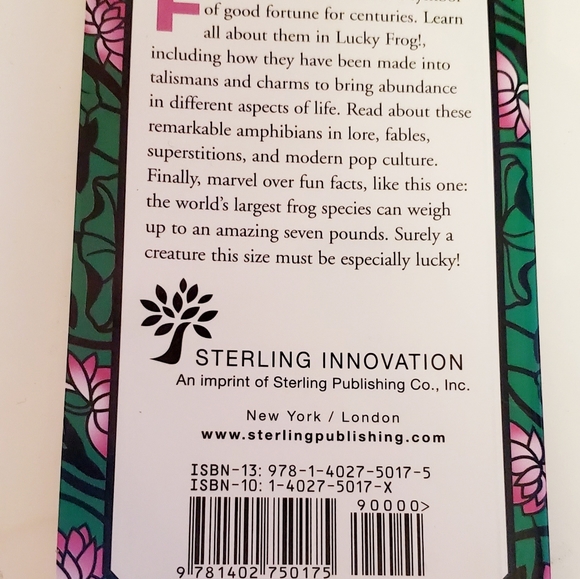 F
of good fortune for centuries. Learn
all about them in Lucky Frog!,
including how they have been made into
talismans and charms to bring abundance
in different aspects of life. Read about these
remarkable amphibians in lore, fables,
superstitions, and modern pop culture.
Finally, marvel over fun facts, like this one:
the world's largest frog species can weigh
up to an amazing seven pounds. Surely a
creature this size must be especially lucky!
STERLING INNOVATION
An imprint of Sterling Publishing Co., Inc.
New York / London
www.sterlingpublishing.com
ISBN-13: 978-1-4027-5017-5
ISBN-10: 1-4027-5017-X
90000>
9 781402 750175